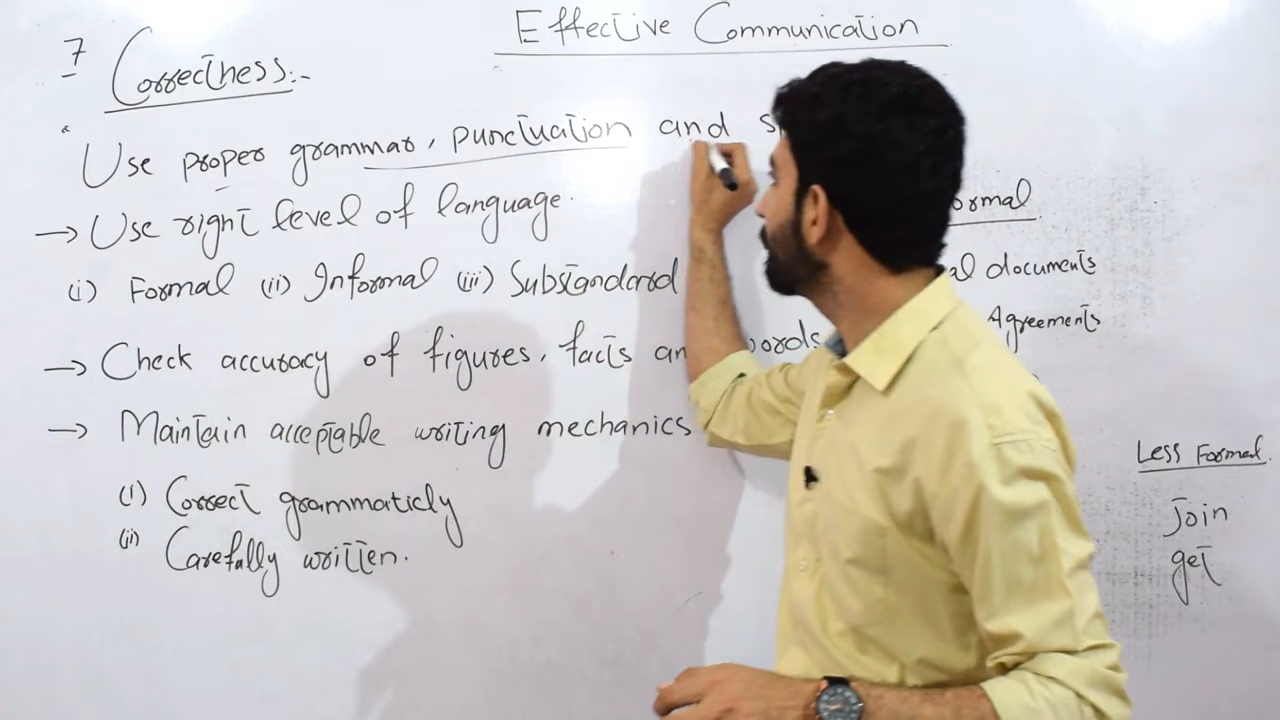 Effective Communication
7 Correctness:-
Use proper grammar, punctuation and
→ Use right level of language.
(i) Formal (ii) Informal (iii) Substandard
→ Check accuracy of figures, facts an words.
→ Maintain acceptable writing mechanics
(i) Correct grammaticly
(ii) Carefally written.
ormal
al documents
Agreements
Less Formal.
Join
get